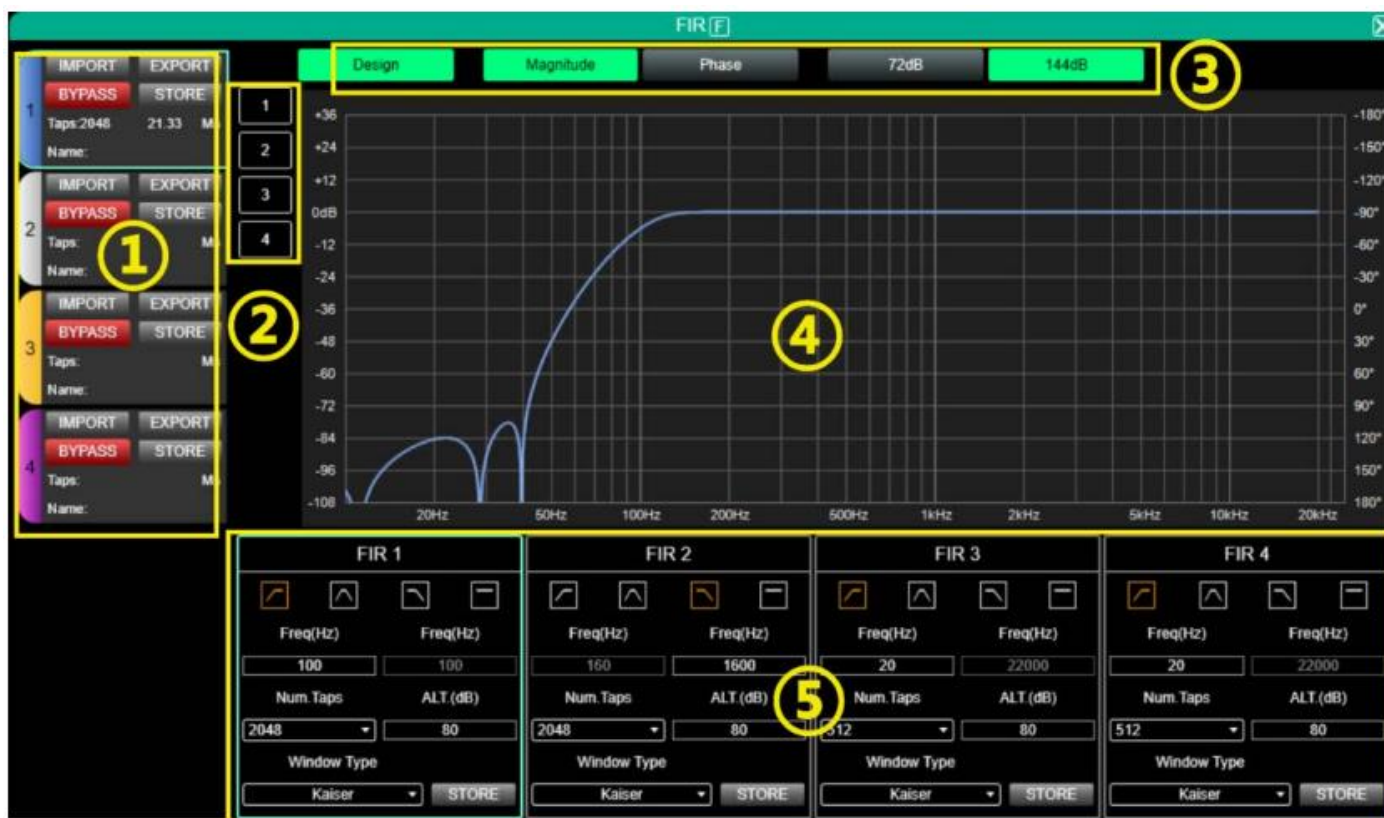 FIR F
Design Magnitude Phase 72dB 144dB
③
1
IMPORT EXPORT
BYPASS STORE
Taps:2048 21.33 M
Name:
2
IMPORT EXPORT
BYPASS STORE
Taps: M
Name:
①
3
IMPORT EXPORT
BYPASS STORE
Taps: M
Name:
4
IMPORT EXPORT
BYPASS STORE
Taps: M
Name:
1
2
3
4
②
+36 -180°
+24 -150°
+12 -120°
0dB -90°
-12 -60°
-24 -30°
-36 0°
-48 30°
-60 60°
-72 90°
-84 120°
-96 150°
-108 180°
20Hz 50Hz 100Hz 200Hz 500Hz 1kHz 2kHz 5kHz 10kHz 20kHz
④
FIR 1
Freq(Hz) Freq(Hz)
100 100
Num.Taps ALT.(dB)
2048 80
Window Type
Kaiser STORE
FIR 2
Freq(Hz) Freq(Hz)
160 1600
Num.Taps ALT.(dB)
2048 80
Window Type
Kaiser STORE
⑤
FIR 3
Freq(Hz) Freq(Hz)
20 22000
Num.Taps ALT.(dB)
512 80
Window Type
Kaiser STORE
FIR 4
Freq(Hz) Freq(Hz)
20 22000
Num.Taps ALT.(dB)
512 80
Window Type
Kaiser STORE